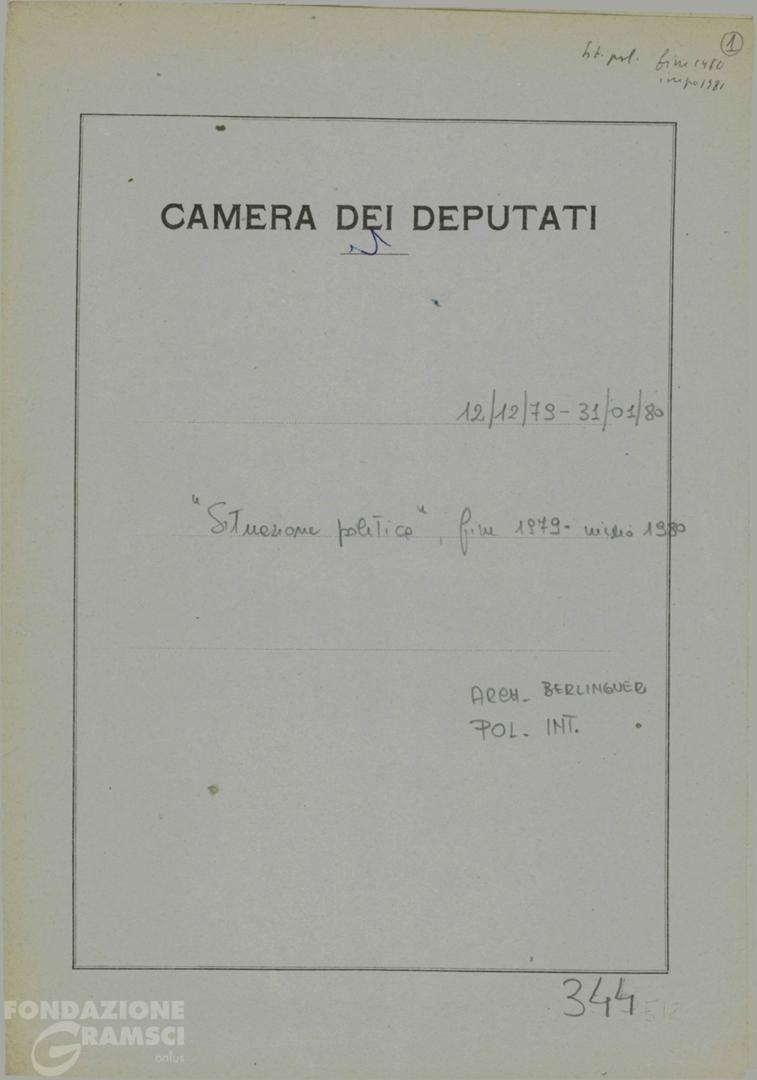 1
Sit. pol. fine 1980
inizio 1981
CAMERA DEI DEPUTATI
12/12/79 - 31/01/80
"Situazione politica", fine 1979 - inizio 1980
ARCH. BERLINGUER
POL. INT.
344
FONDAZIONE
GRAMSCI
onlus